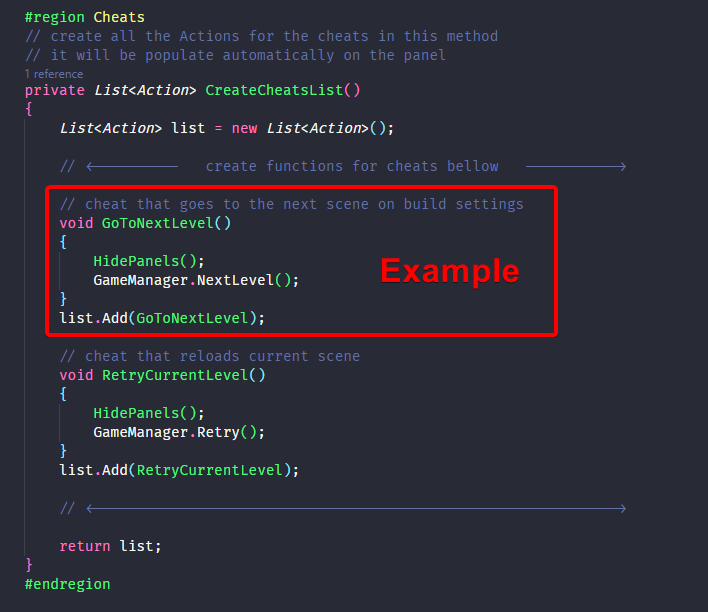 #region Cheats
// create all the Actions for the cheats in this method
// it will be populate automatically on the panel
1 reference
private List<Action> CreateCheatsList()
{
List<Action> list = new List<Action>();
// <---------- create functions for cheats bellow ----------->
// cheat that goes to the next scene on build settings
void GoToNextLevel()
{
HidePanels();
GameManager.NextLevel();
}
list.Add(GoToNextLevel);
Example
// cheat that reloads current scene
void RetryCurrentLevel()
{
HidePanels();
GameManager.Retry();
}
list.Add(RetryCurrentLevel);
// <-------------------------------------------------------------->
return list;
}
#endregion